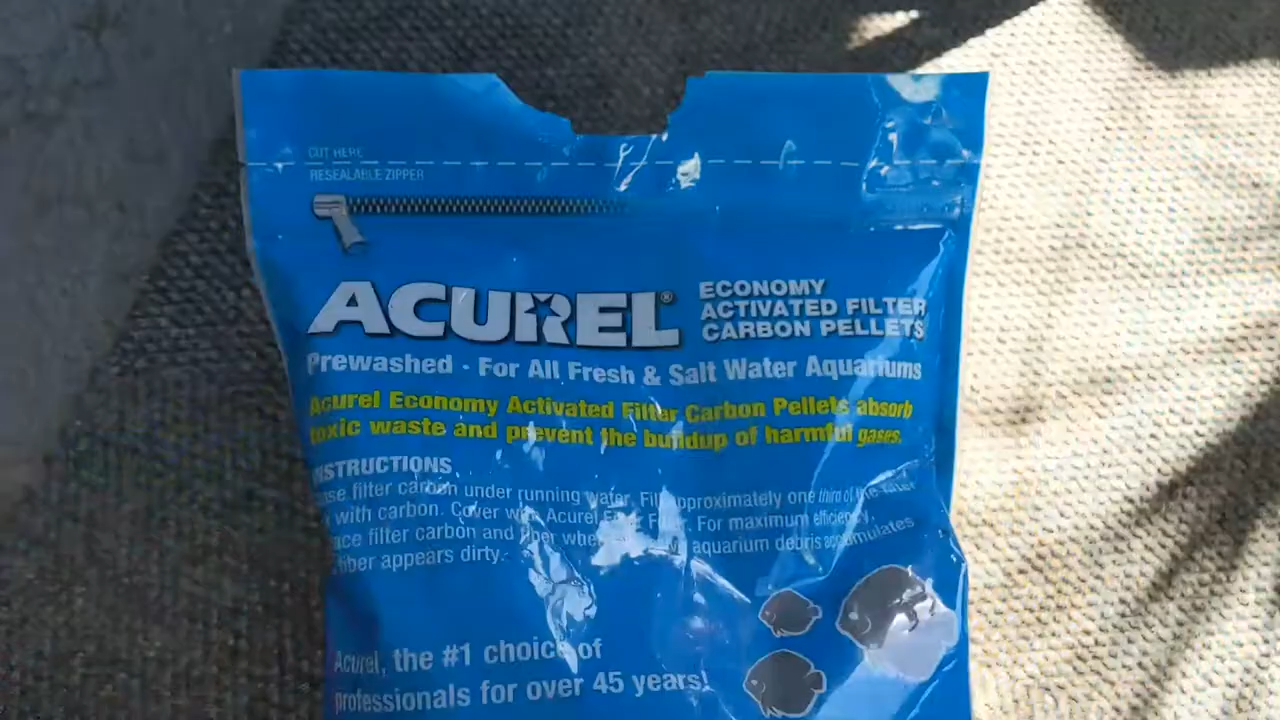 CUT HERE
RESEALABLE ZIPPER
ACUREL®
ECONOMY
ACTIVATED FILTER
CARBON PELLETS
Prewashed · For All Fresh & Salt Water Aquariums
Acurel Economy Activated Filter Carbon Pellets absorb
toxic waste and prevent the buildup of harmful gases.
INSTRUCTIONS
filter carbon under running water. Fill approximately one third of the filter
with carbon. Cover with Acurel Filter Fiber. For maximum efficiency,
filter carbon and fiber when aquarium debris accumulates
fiber appears dirty.
Acurel, the #1 choice of
professionals for over 45 years!